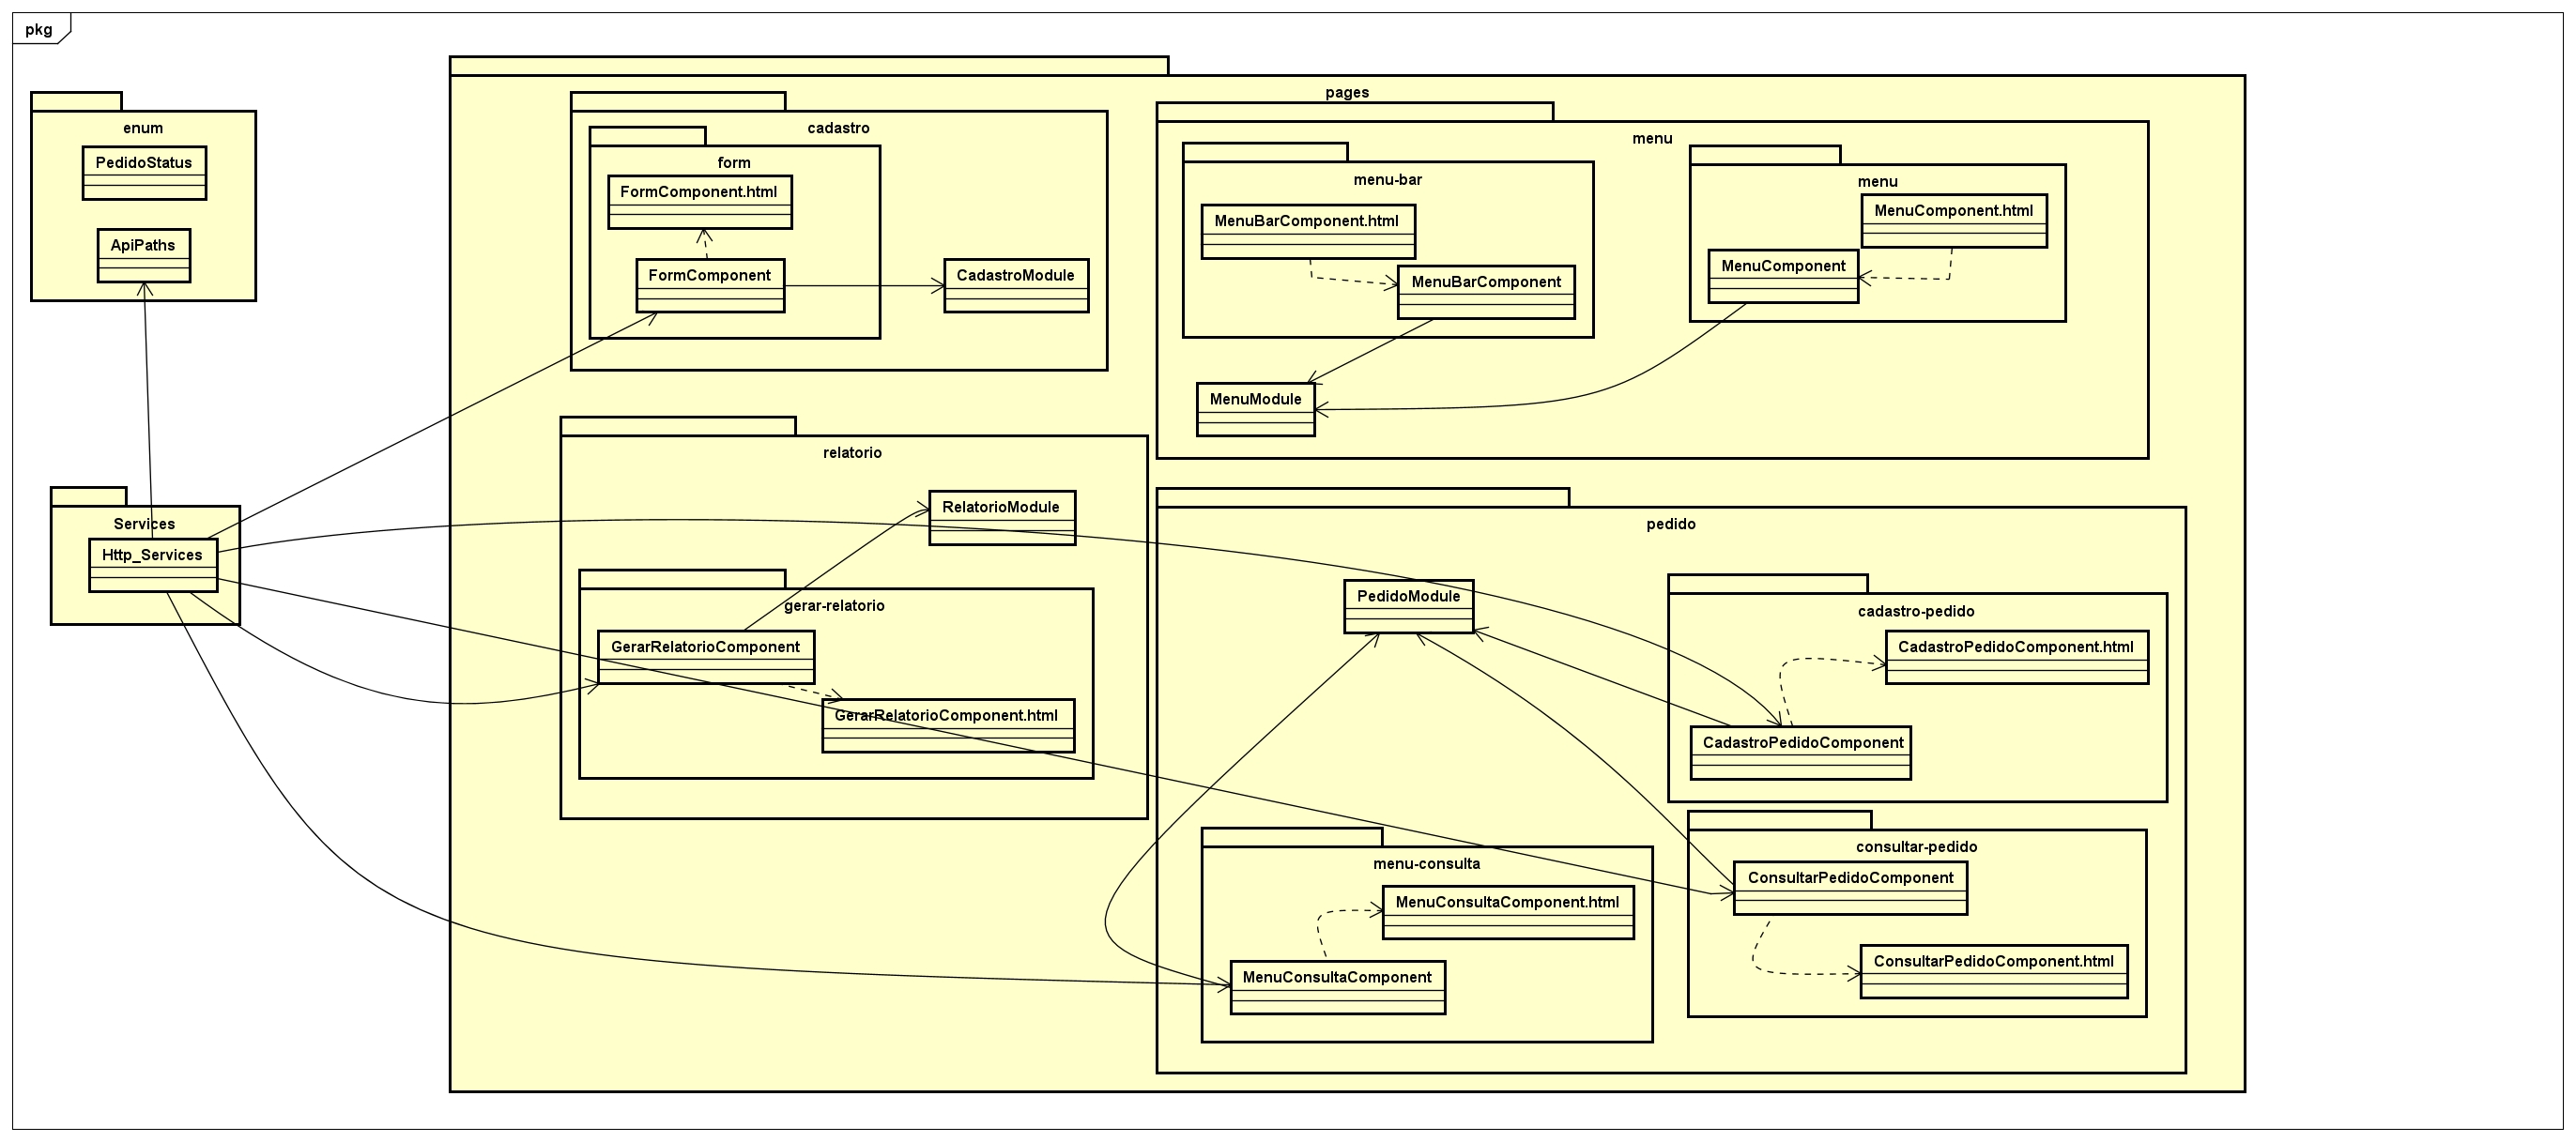 pkg
enum
PedidoStatus
ApiPaths
Services
Http_Services
pages
cadastro
form
FormComponent.html
FormComponent
CadastroModule
menu
menu-bar
MenuBarComponent.html
MenuBarComponent
menu
MenuComponent.html
MenuComponent
MenuModule
relatorio
RelatorioModule
gerar-relatorio
GerarRelatorioComponent
GerarRelatorioComponent.html
pedido
PedidoModule
cadastro-pedido
CadastroPedidoComponent.html
CadastroPedidoComponent
menu-consulta
MenuConsultaComponent.html
MenuConsultaComponent
consultar-pedido
ConsultarPedidoComponent
ConsultarPedidoComponent.html